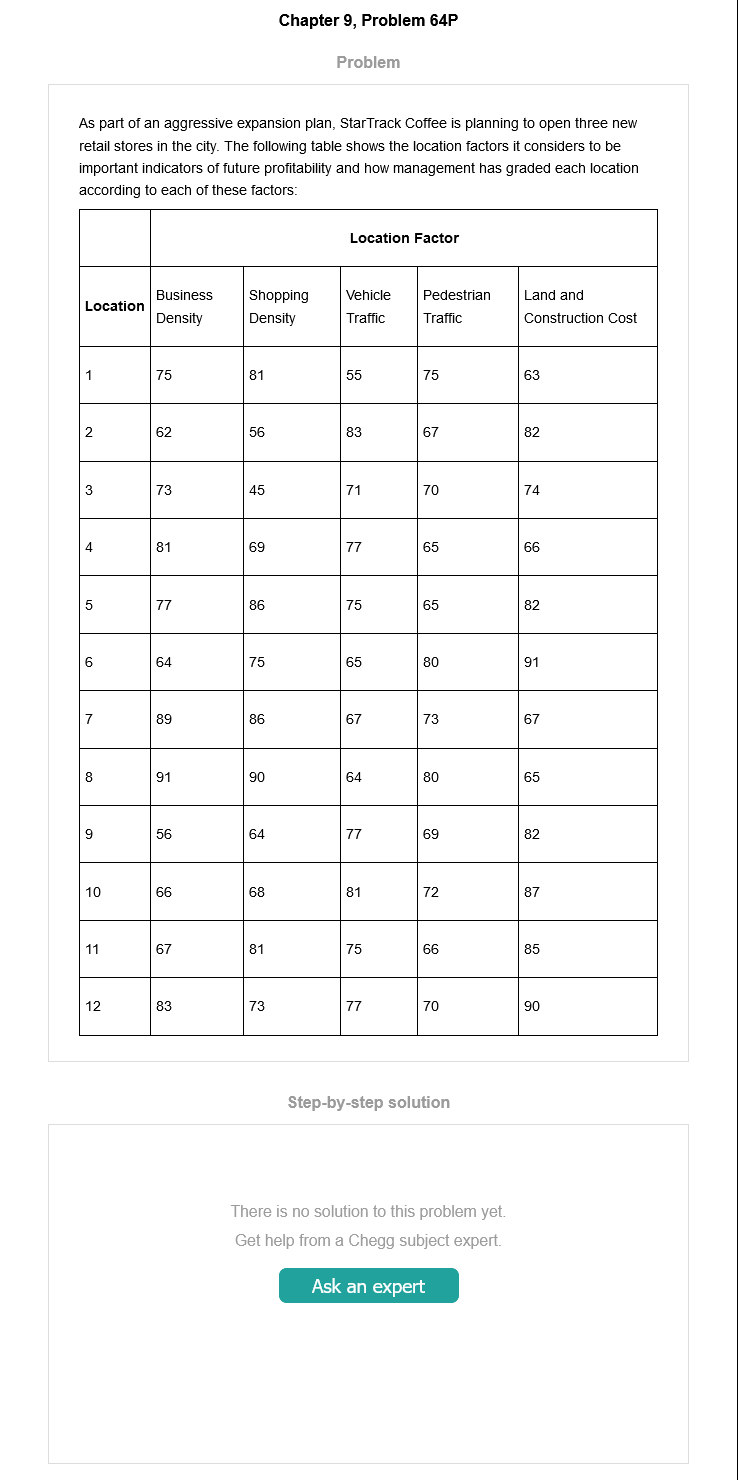 Chapter 9, Problem 64P
Problem
As part of an aggressive expansion plan, StarTrack Coffee is planning to open three new
retail stores in the city. The following table shows the location factors it considers to be
important indicators of future profitability and how management has graded each location
according to each of these factors:
Location Factor
Location Business Density Shopping Density Vehicle Traffic Pedestrian Traffic Land and Construction Cost
1 75 81 55 75 63
2 62 56 83 67 82
3 73 45 71 70 74
4 81 69 77 65 66
5 77 86 75 65 82
6 64 75 65 80 91
7 89 86 67 73 67
8 91 90 64 80 65
9 56 64 77 69 82
10 66 68 81 72 87
11 67 81 75 66 85
12 83 73 77 70 90
Step-by-step solution
There is no solution to this problem yet.
Get help from a Chegg subject expert.
Ask an expert